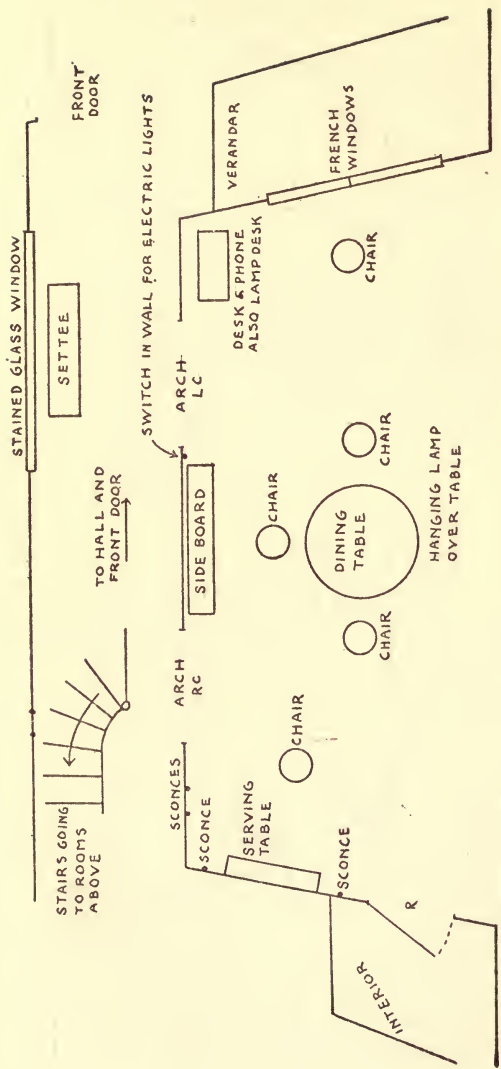 STAINED GLASS WINDOW
SETTEE
FRONT
DOOR
STAIRS GOING
TO ROOMS
ABOVE
TO HALL AND
FRONT DOOR
SWITCH IN WALL FOR ELECTRIC LIGHTS
SCONCES
ARCH
RC
SIDE BOARD
ARCH
LC
VERANDAR
SCONCE
SERVING
TABLE
SCONCE
DESK & PHONE
ALSO LAMP DESK
FRENCH
WINDOWS
CHAIR
CHAIR
CHAIR
CHAIR
CHAIR
DINING
TABLE
HANGING LAMP
OVER TABLE
R
INTERIOR